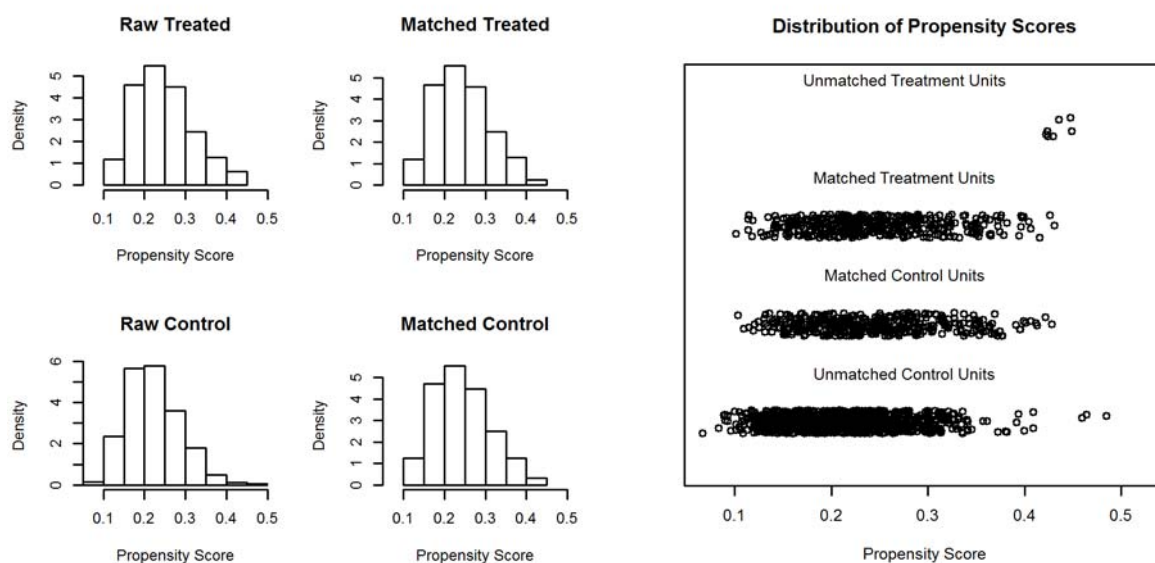 Raw Treated
Density
0 1 2 3 4 5
0.1 0.2 0.3 0.4 0.5
Propensity Score
Matched Treated
Density
0 1 2 3 4 5
0.1 0.2 0.3 0.4 0.5
Propensity Score
Raw Control
Density
0 2 4 6
0.1 0.2 0.3 0.4 0.5
Propensity Score
Matched Control
Density
0 1 2 3 4 5
0.1 0.2 0.3 0.4 0.5
Propensity Score
Distribution of Propensity Scores
Unmatched Treatment Units
Matched Treatment Units
Matched Control Units
Unmatched Control Units
0.1 0.2 0.3 0.4 0.5
Propensity Score